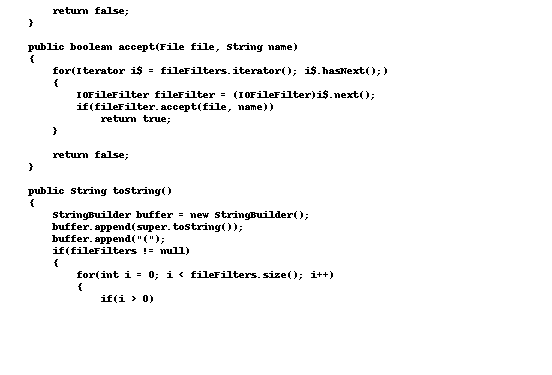 return false;
}
public boolean accept(File file, String name)
{
for(Iterator i$ = fileFilters.iterator(); i$.hasNext();)
{
IOFileFilter fileFilter = (IOFileFilter)i$.next();
if(fileFilter.accept(file, name))
return true;
}
return false;
}
public String toString()
{
StringBuilder buffer = new StringBuilder();
buffer.append(super.toString());
buffer.append("(");
if(fileFilters != null)
{
for(int i = 0; i < fileFilters.size(); i++)
{
if(i > 0)